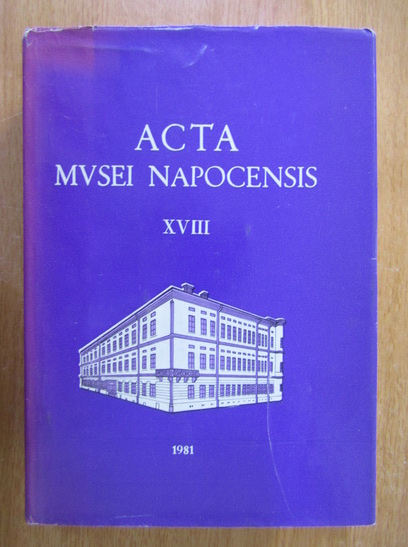 ACTA
MVSEI NAPOCENSIS
XVIII
1981